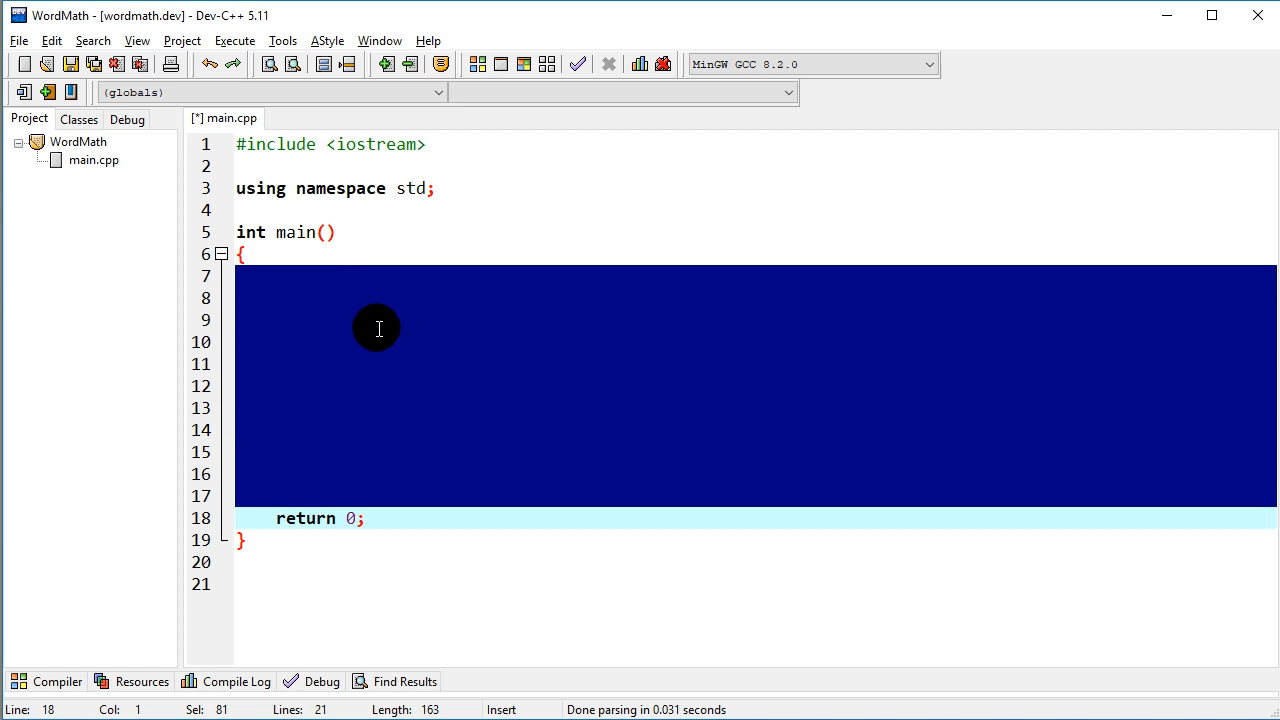 WordMath - [wordmath.dev] - Dev-C++ 5.11
File Edit Search View Project Execute Tools AStyle Window Help
MinGW GCC 8.2.0
(globals)
Project Classes Debug [*] main.cpp
WordMath
main.cpp
1 #include <iostream>
2
3 using namespace std;
4
5 int main()
6 {
7
8
9
10
11
12
13
14
15
16
17
18 return 0;
19 }
20
21
Compiler Resources Compile Log Debug Find Results
Line: 18 Col: 1 Sel: 81 Lines: 21 Length: 163 Insert Done parsing in 0.031 seconds